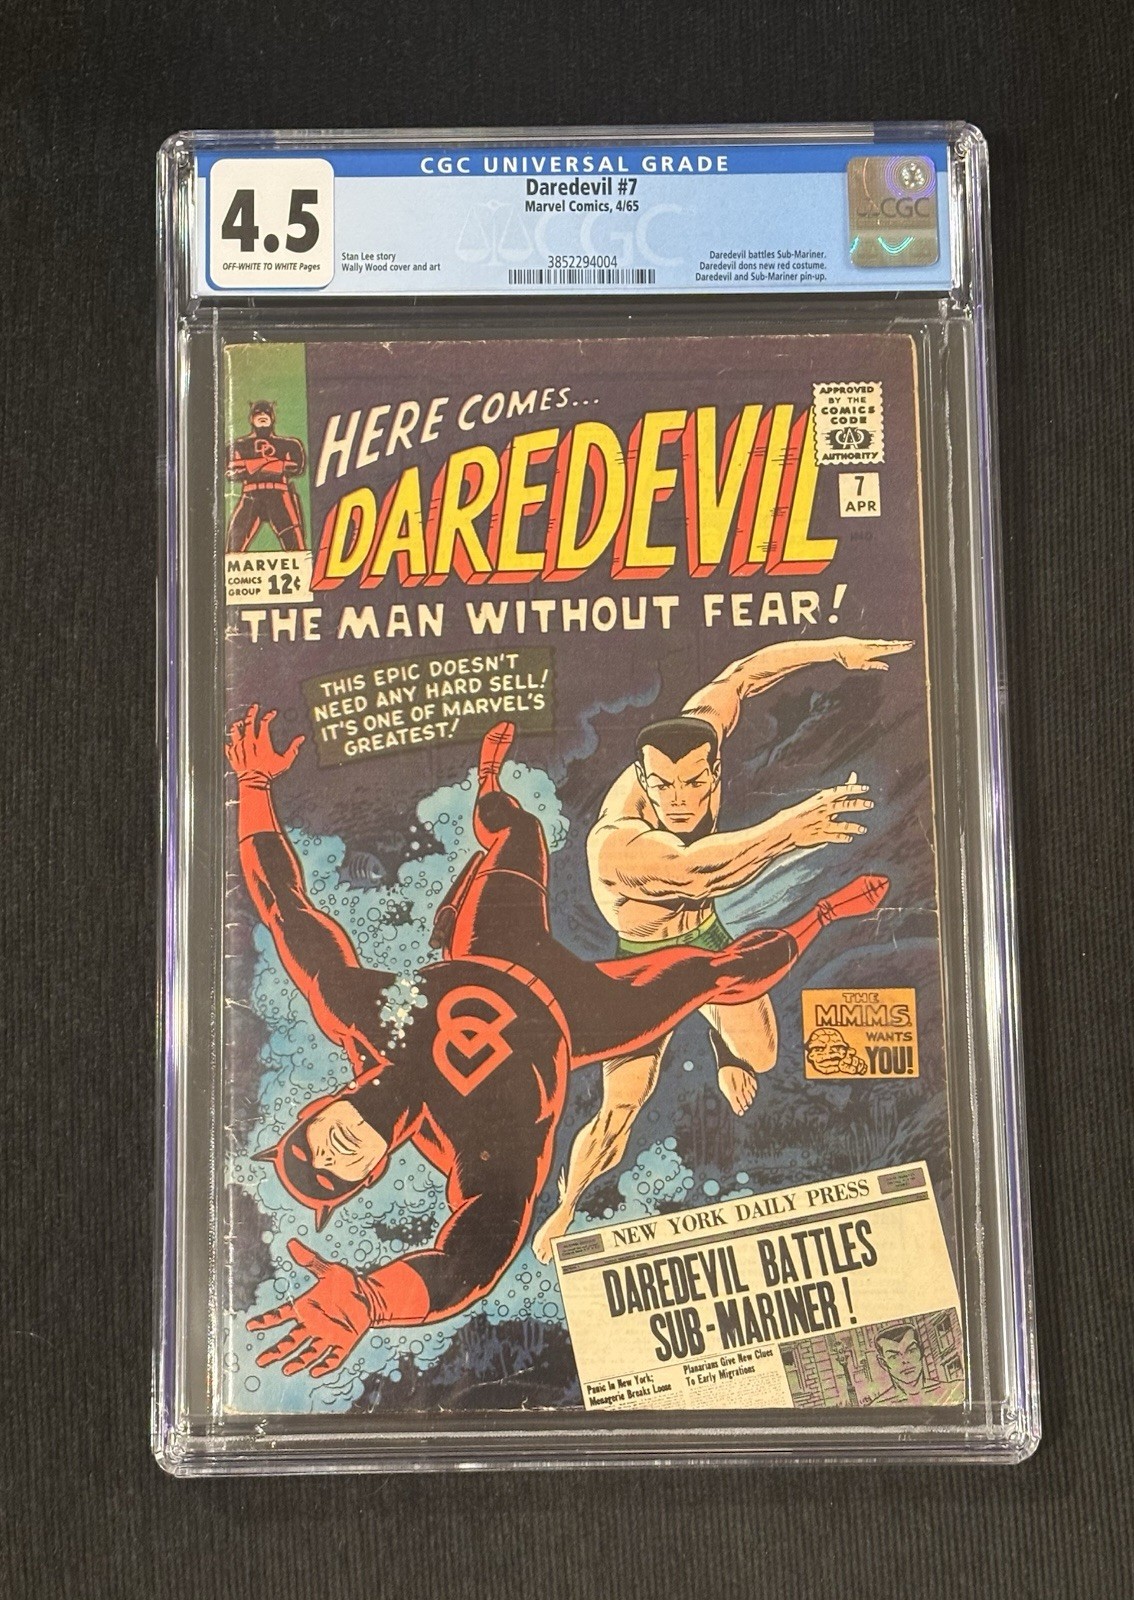 CGC UNIVERSAL GRADE
4.5
OFF-WHITE TO WHITE Pages
Daredevil #7
Marvel Comics, 4/65
Stan Lee story
Wally Wood cover and art
3852294004
Daredevil battles Sub-Mariner.
Daredevil dons new red costume.
Daredevil and Sub-Mariner pin-up.
CGC
CGC
HERE COMES...
DAREDEVIL
THE MAN WITHOUT FEAR!
APPROVED
BY THE
COMICS
CODE
CA
AUTHORITY
7
APR
DD
MARVEL
COMICS
GROUP
12¢
THIS EPIC DOESN'T
NEED ANY HARD SELL!
IT'S ONE OF MARVEL'S
GREATEST!
DD
THE
M.M.M.S.
WANTS
YOU!
NEW YORK DAILY PRESS
DAREDEVIL BATTLES
SUB-MARINER!
Panic In New York;
Menagerie Breaks Loose
Planarians Give New Clues
To Early Migrations